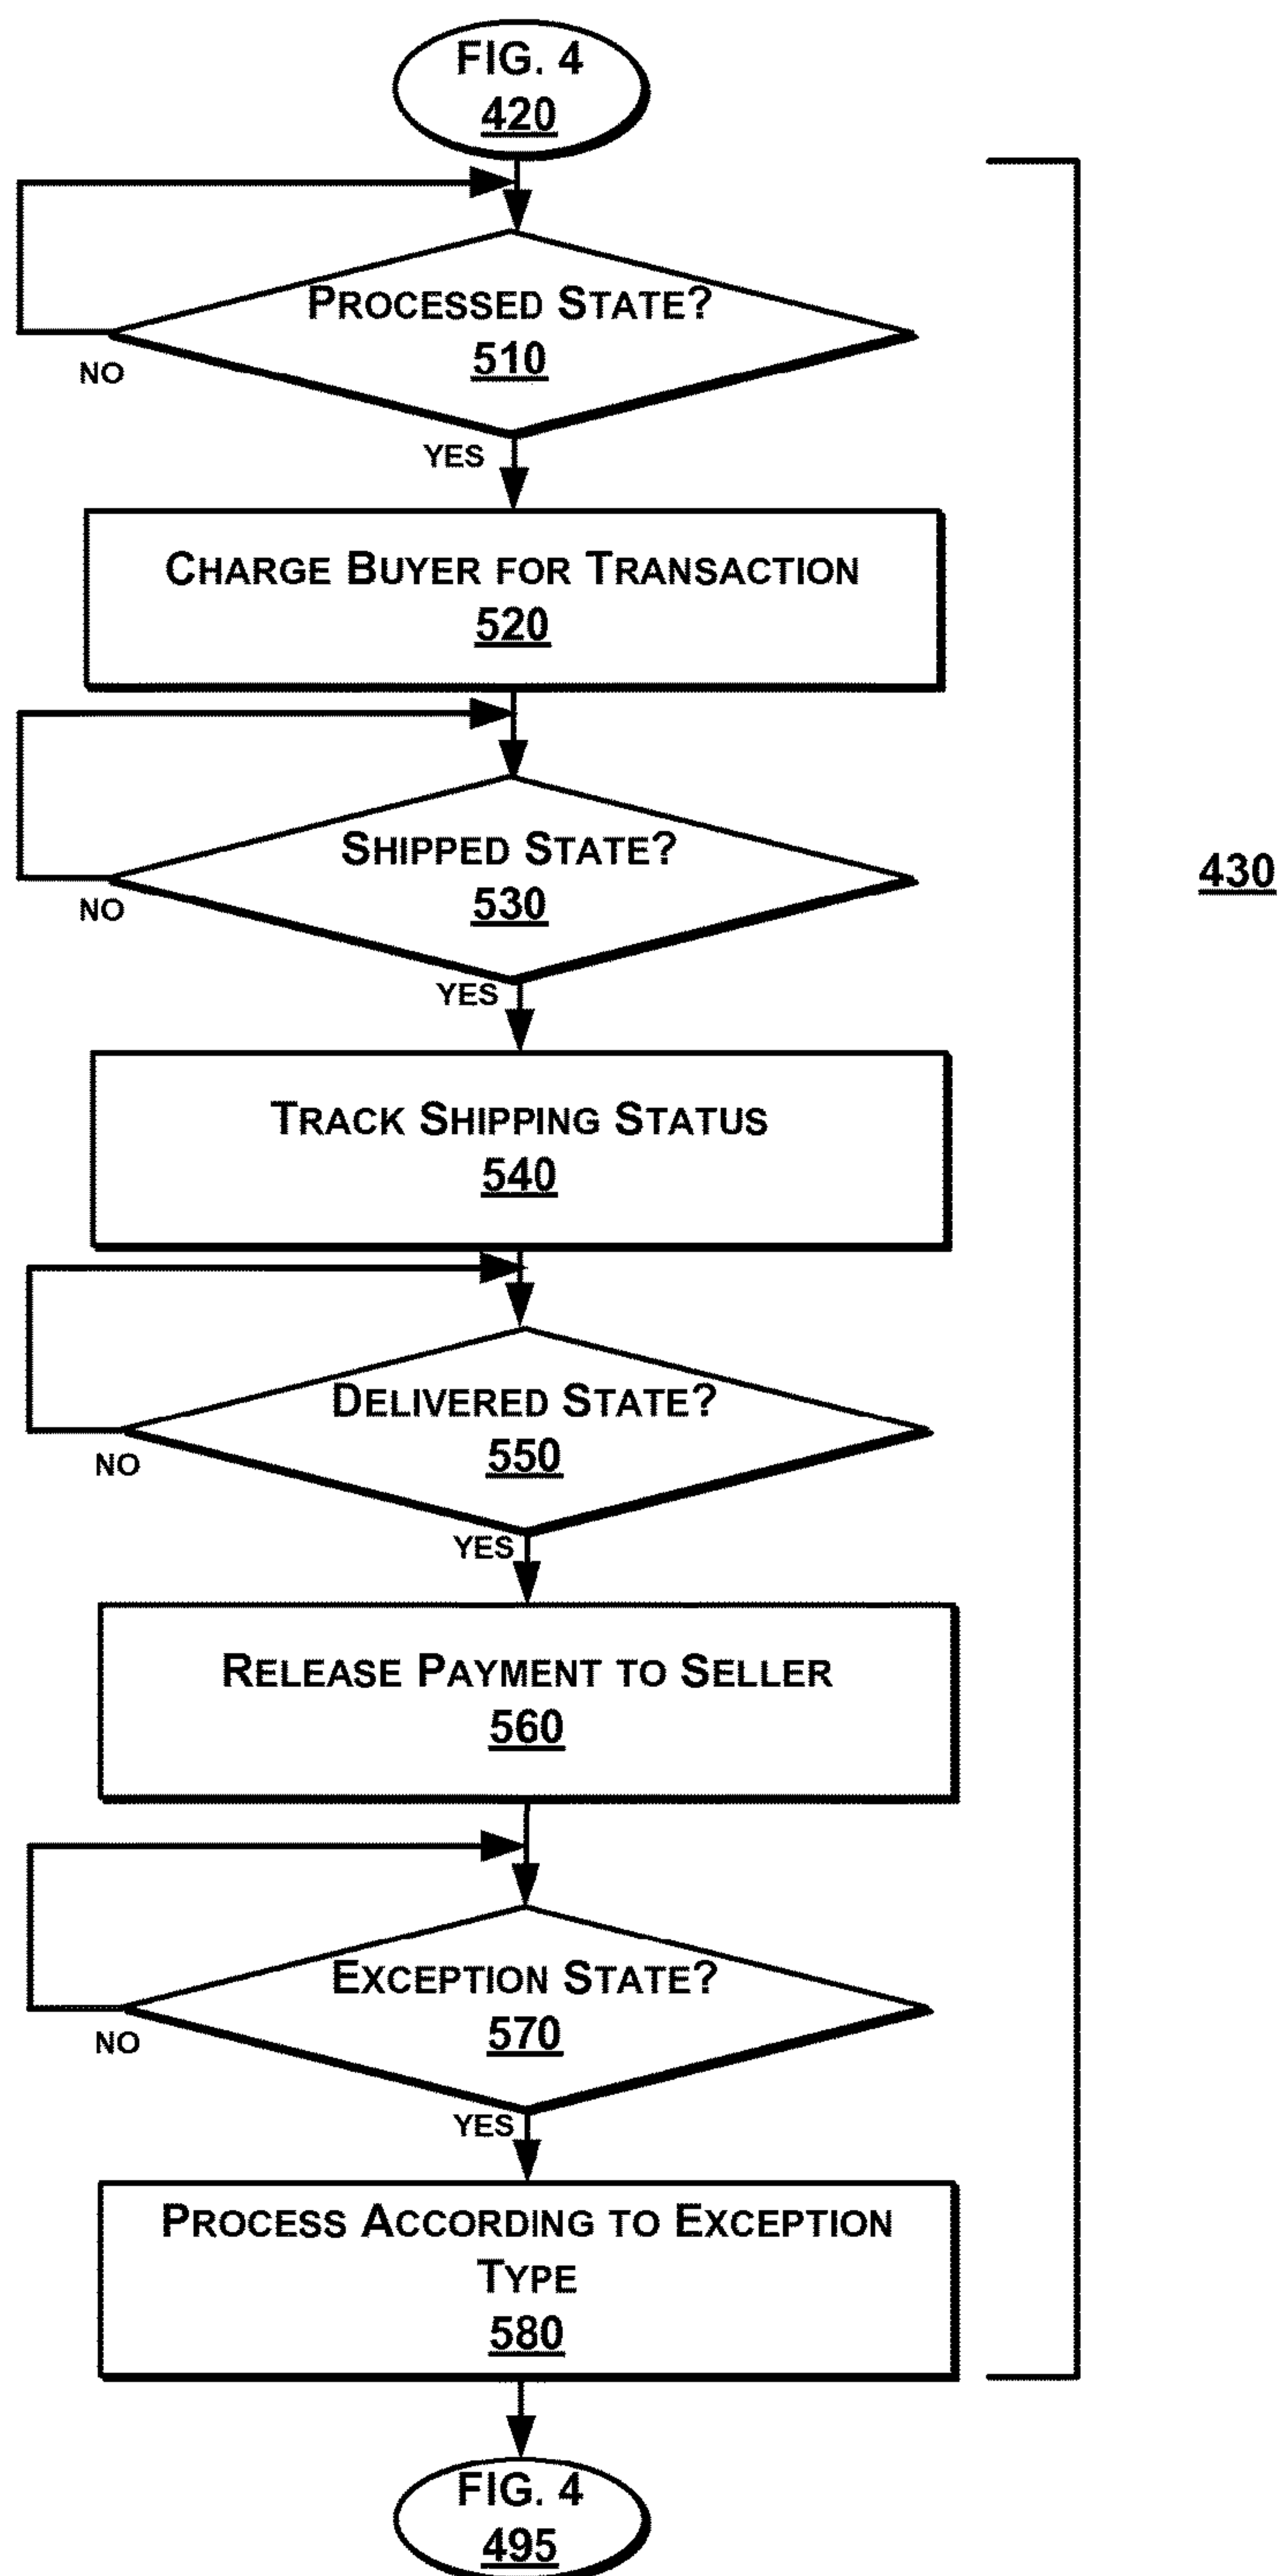 FIG. 4
420
PROCESSED STATE?
510
NO
YES
CHARGE BUYER FOR TRANSACTION
520
SHIPPED STATE?
530
430
NO
YES
TRACK SHIPPING STATUS
540
DELIVERED STATE?
550
NO
YES
RELEASE PAYMENT TO SELLER
560
EXCEPTION STATE?
570
NO
YES
PROCESS ACCORDING TO EXCEPTION
TYPE
580
FIG. 4
495